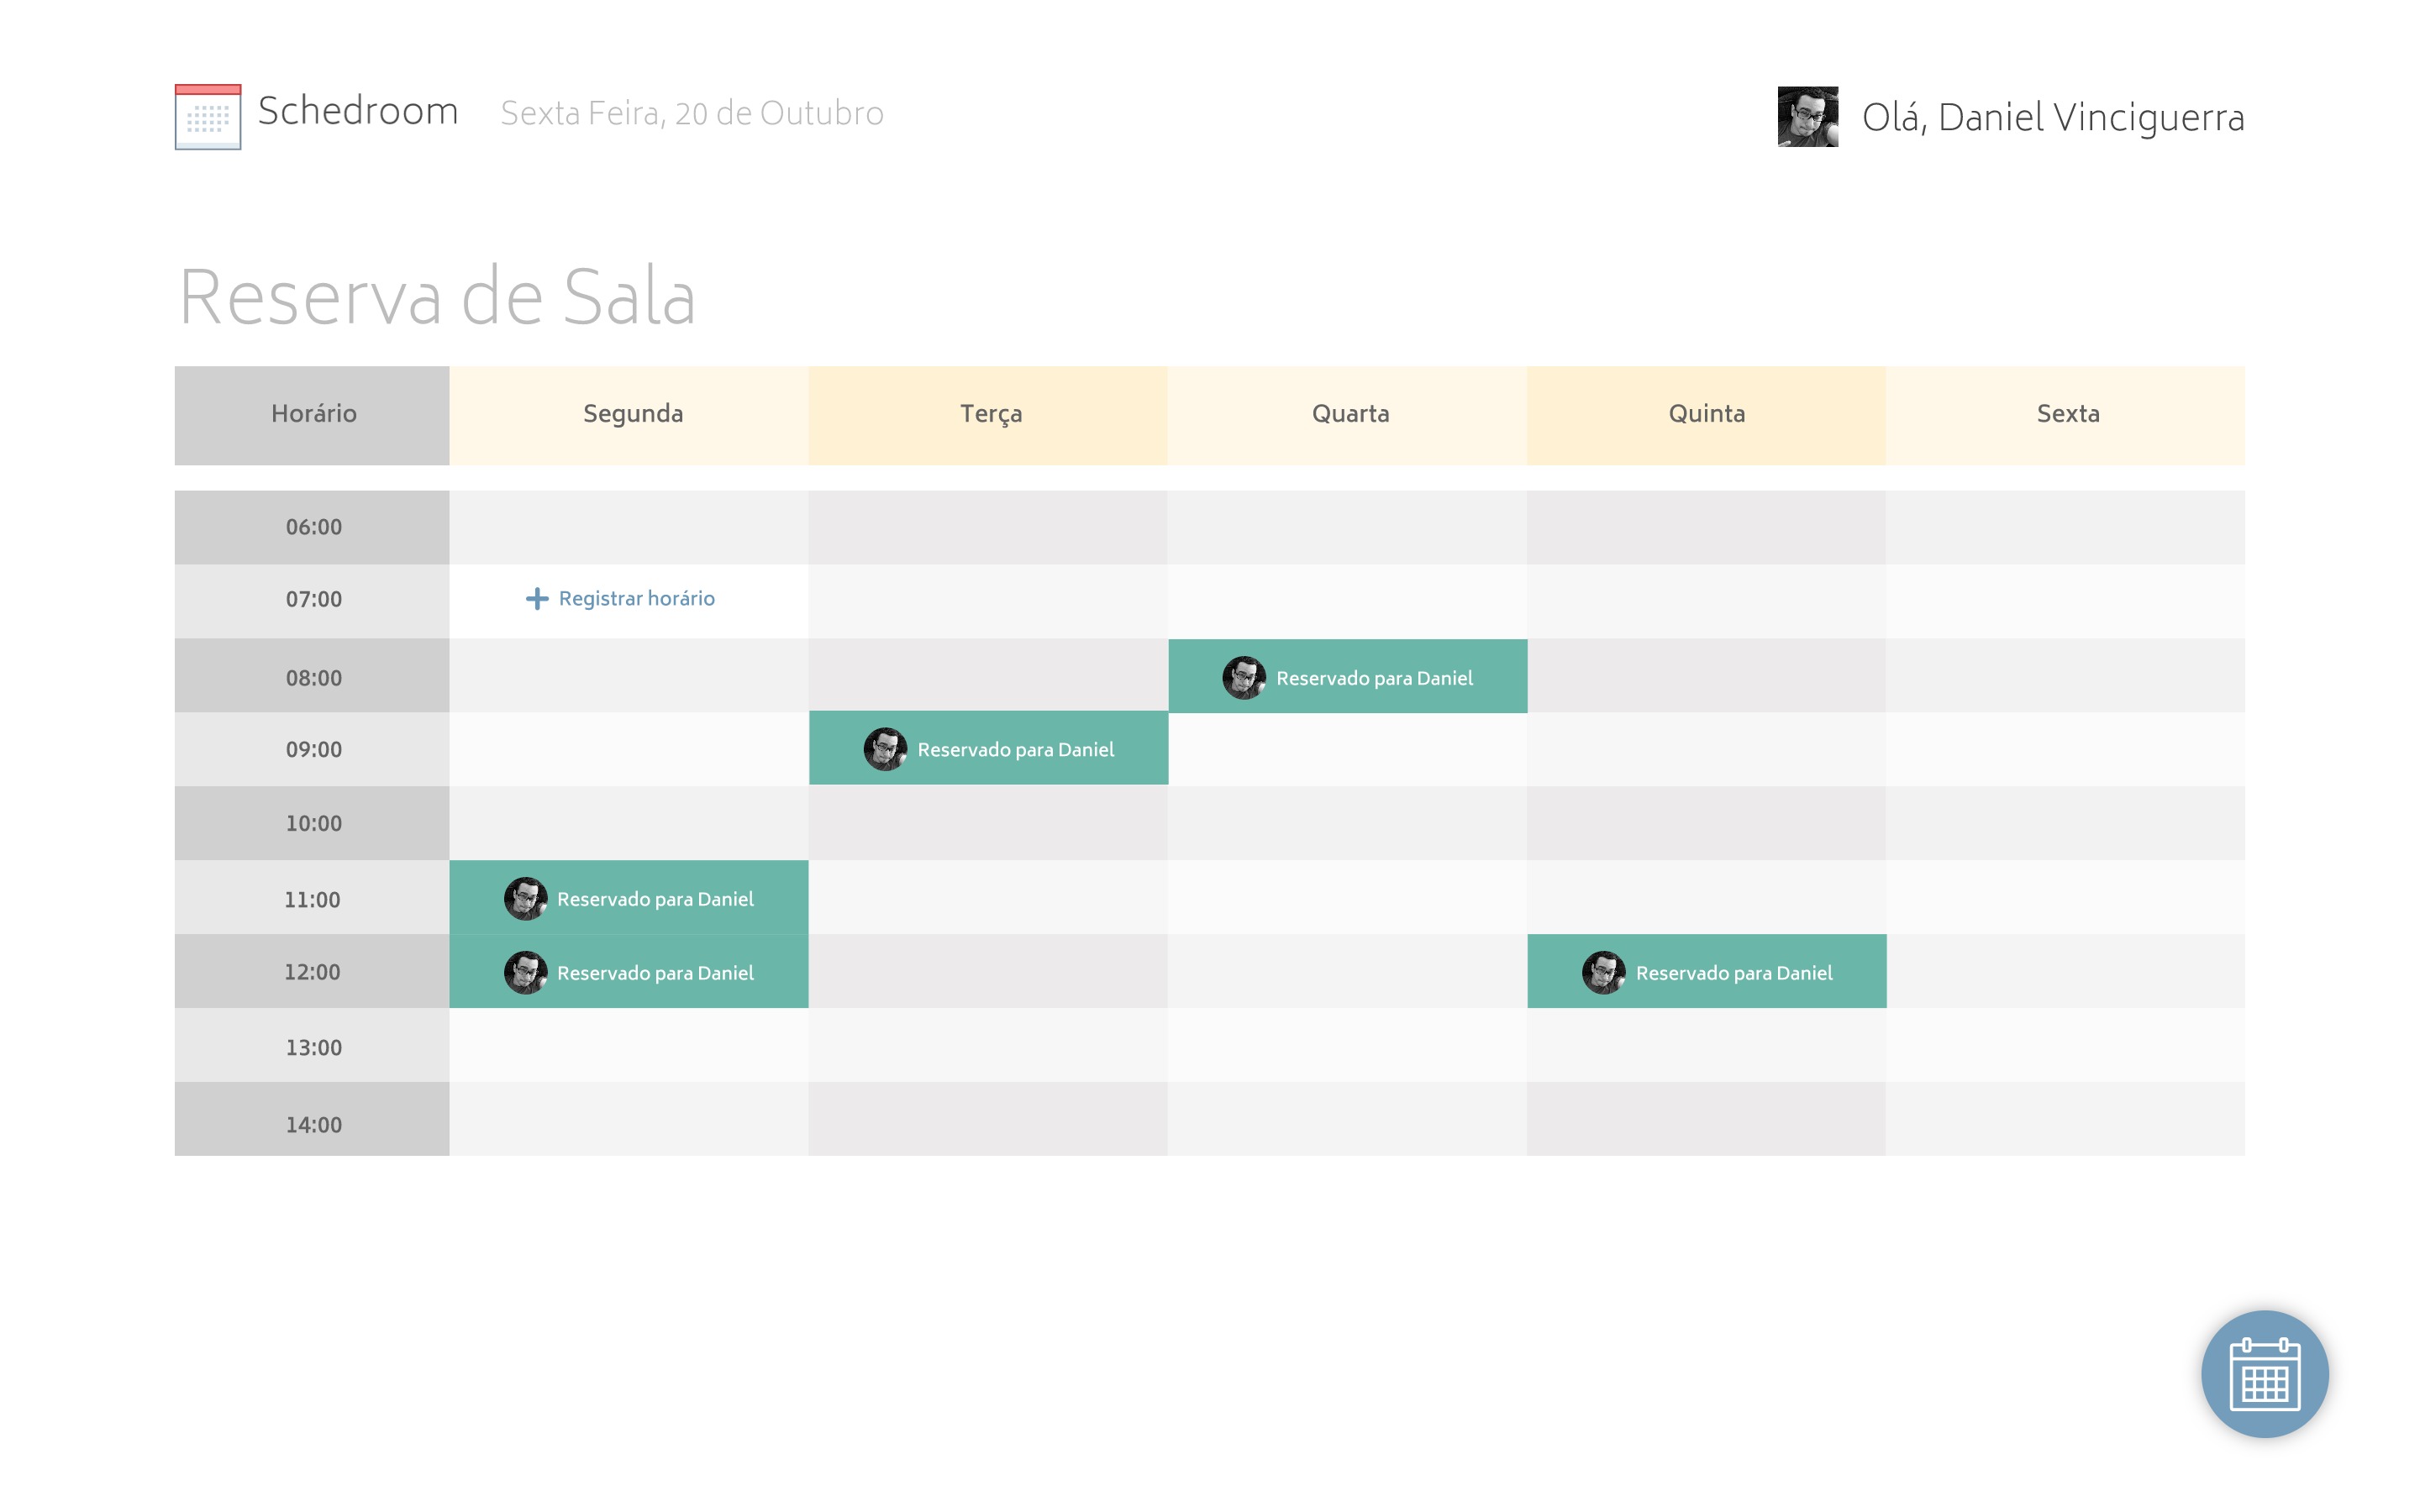 Schedroom
Sexta Feira, 20 de Outubro
Olá, Daniel Vinciguerra
Reserva de Sala
Horário Segunda Terça Quarta Quinta Sexta
06:00
07:00 Registrar horário
08:00 Reservado para Daniel
09:00 Reservado para Daniel
10:00
11:00 Reservado para Daniel
12:00 Reservado para Daniel Reservado para Daniel
13:00
14:00